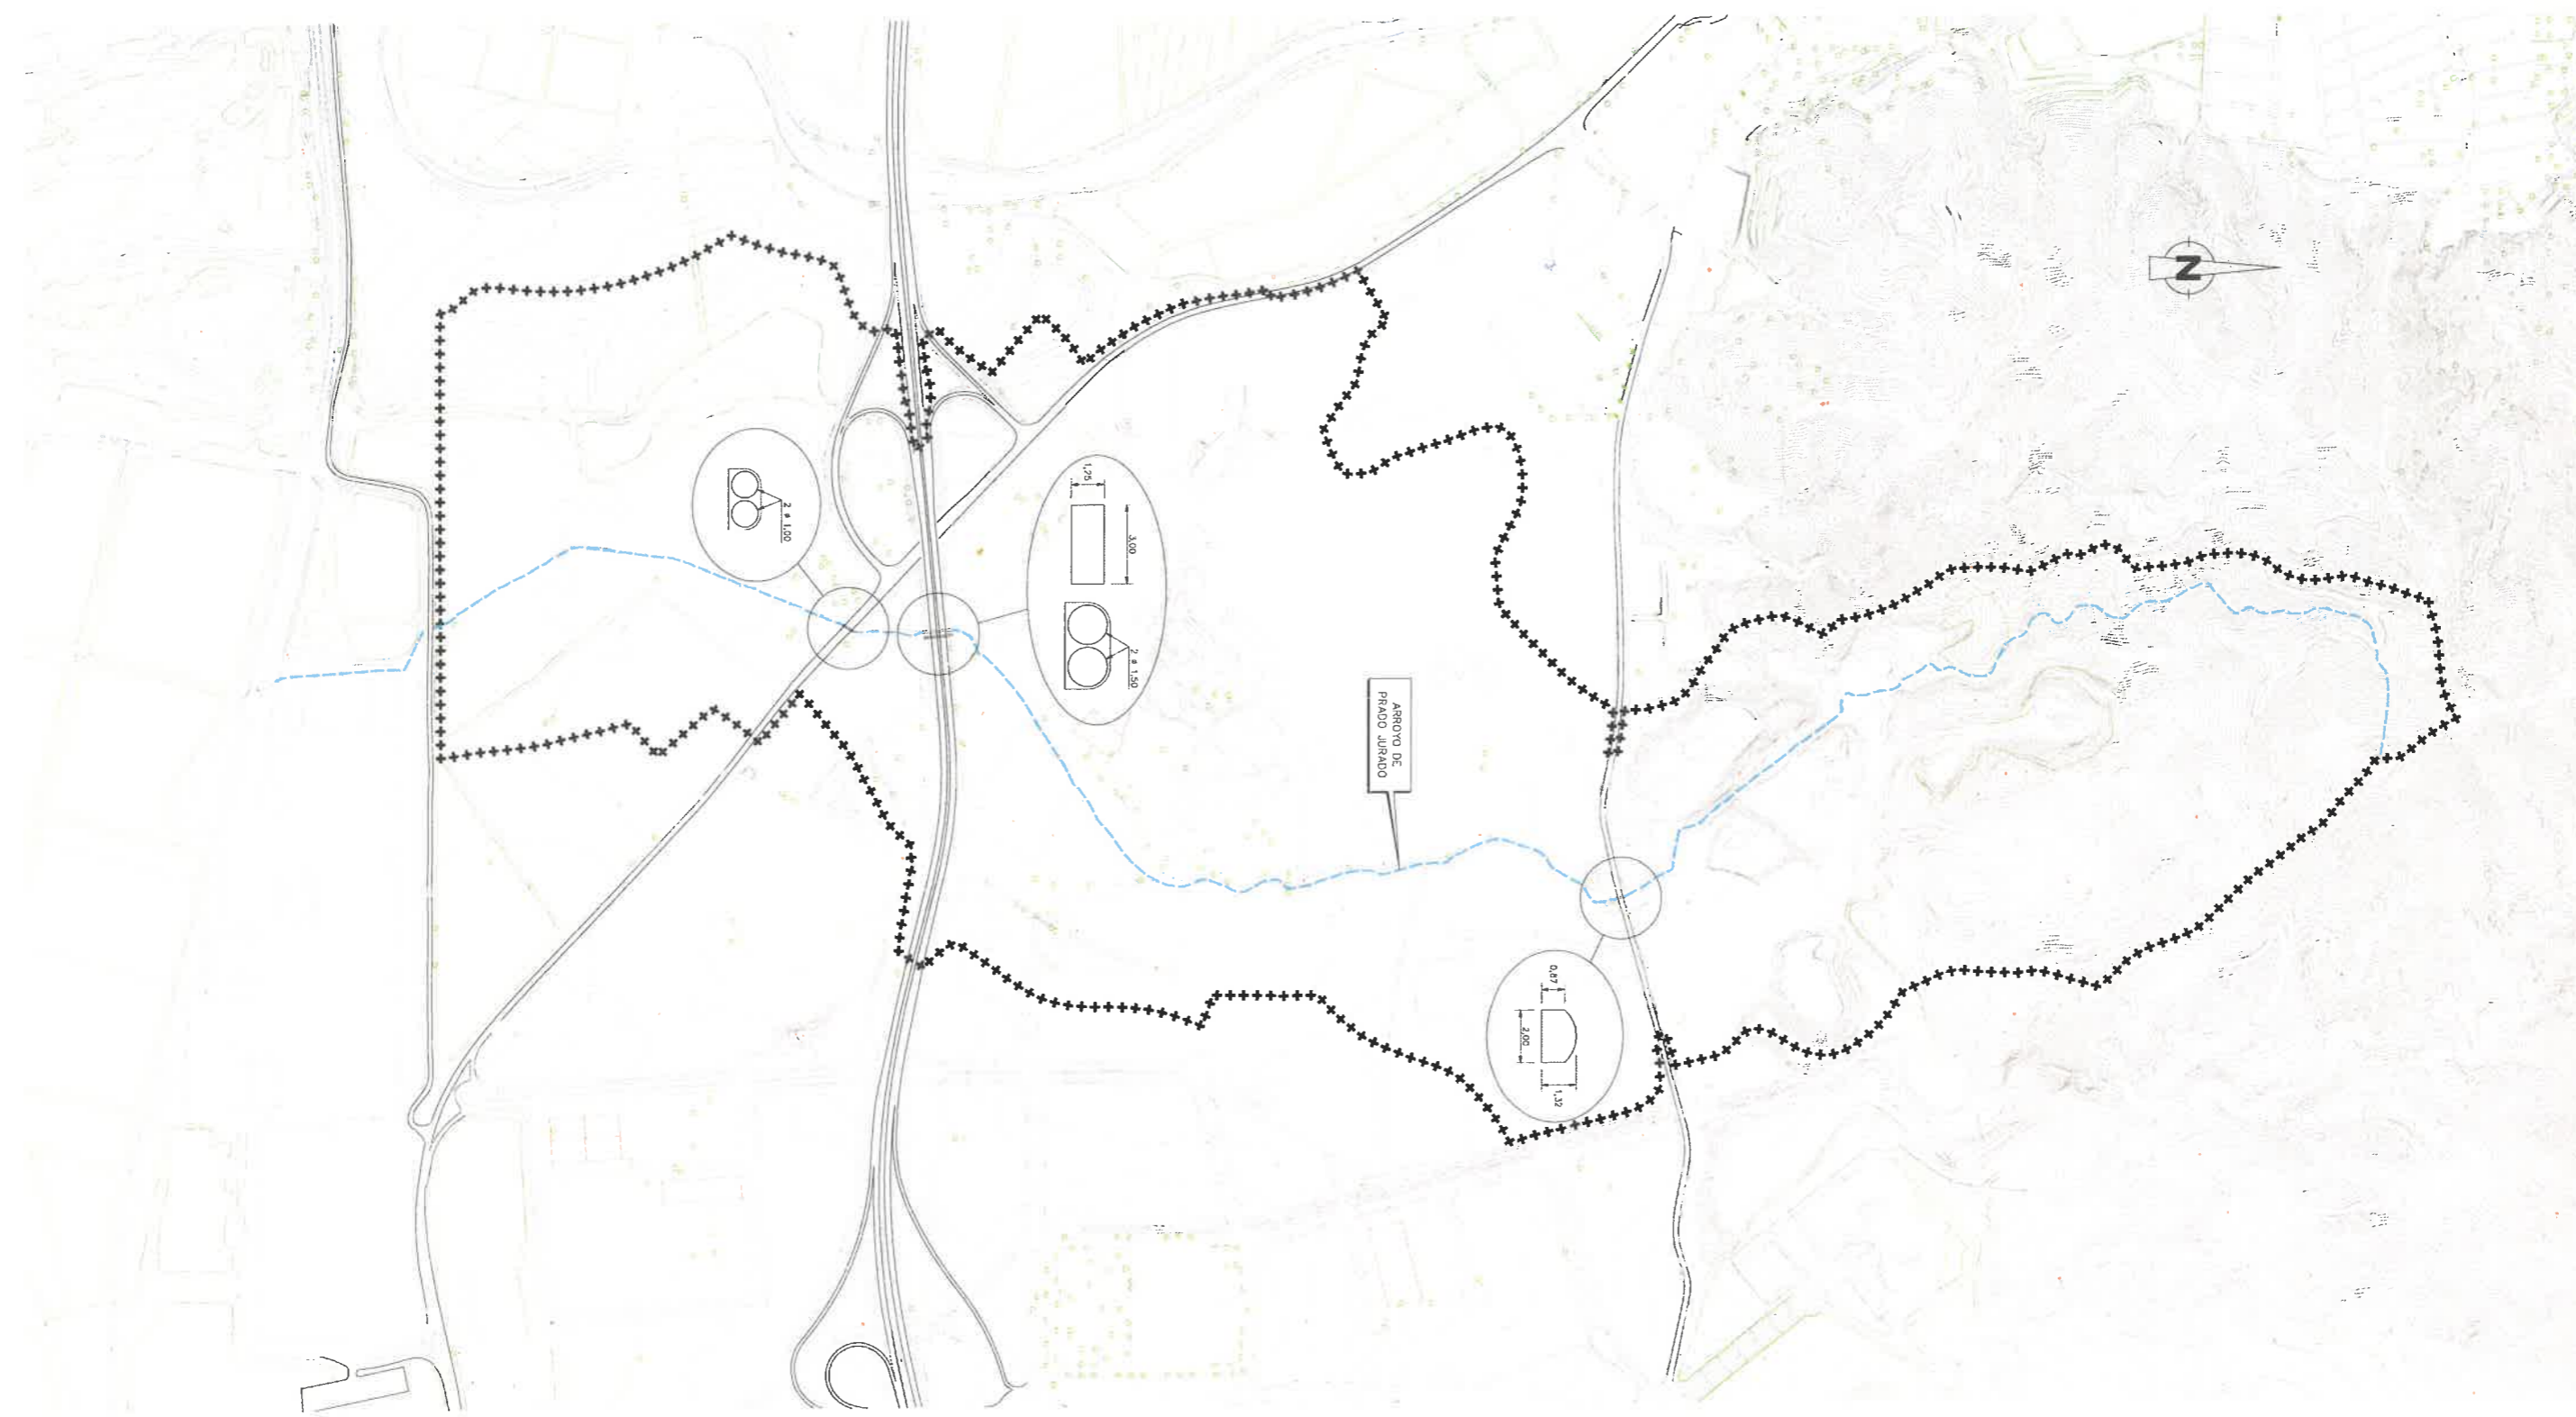 N
2 ø 1,00
1,25
3,00
2 ø 1,50
ARROYO DE
PRADO JURADO
0,87
2,00
1,32